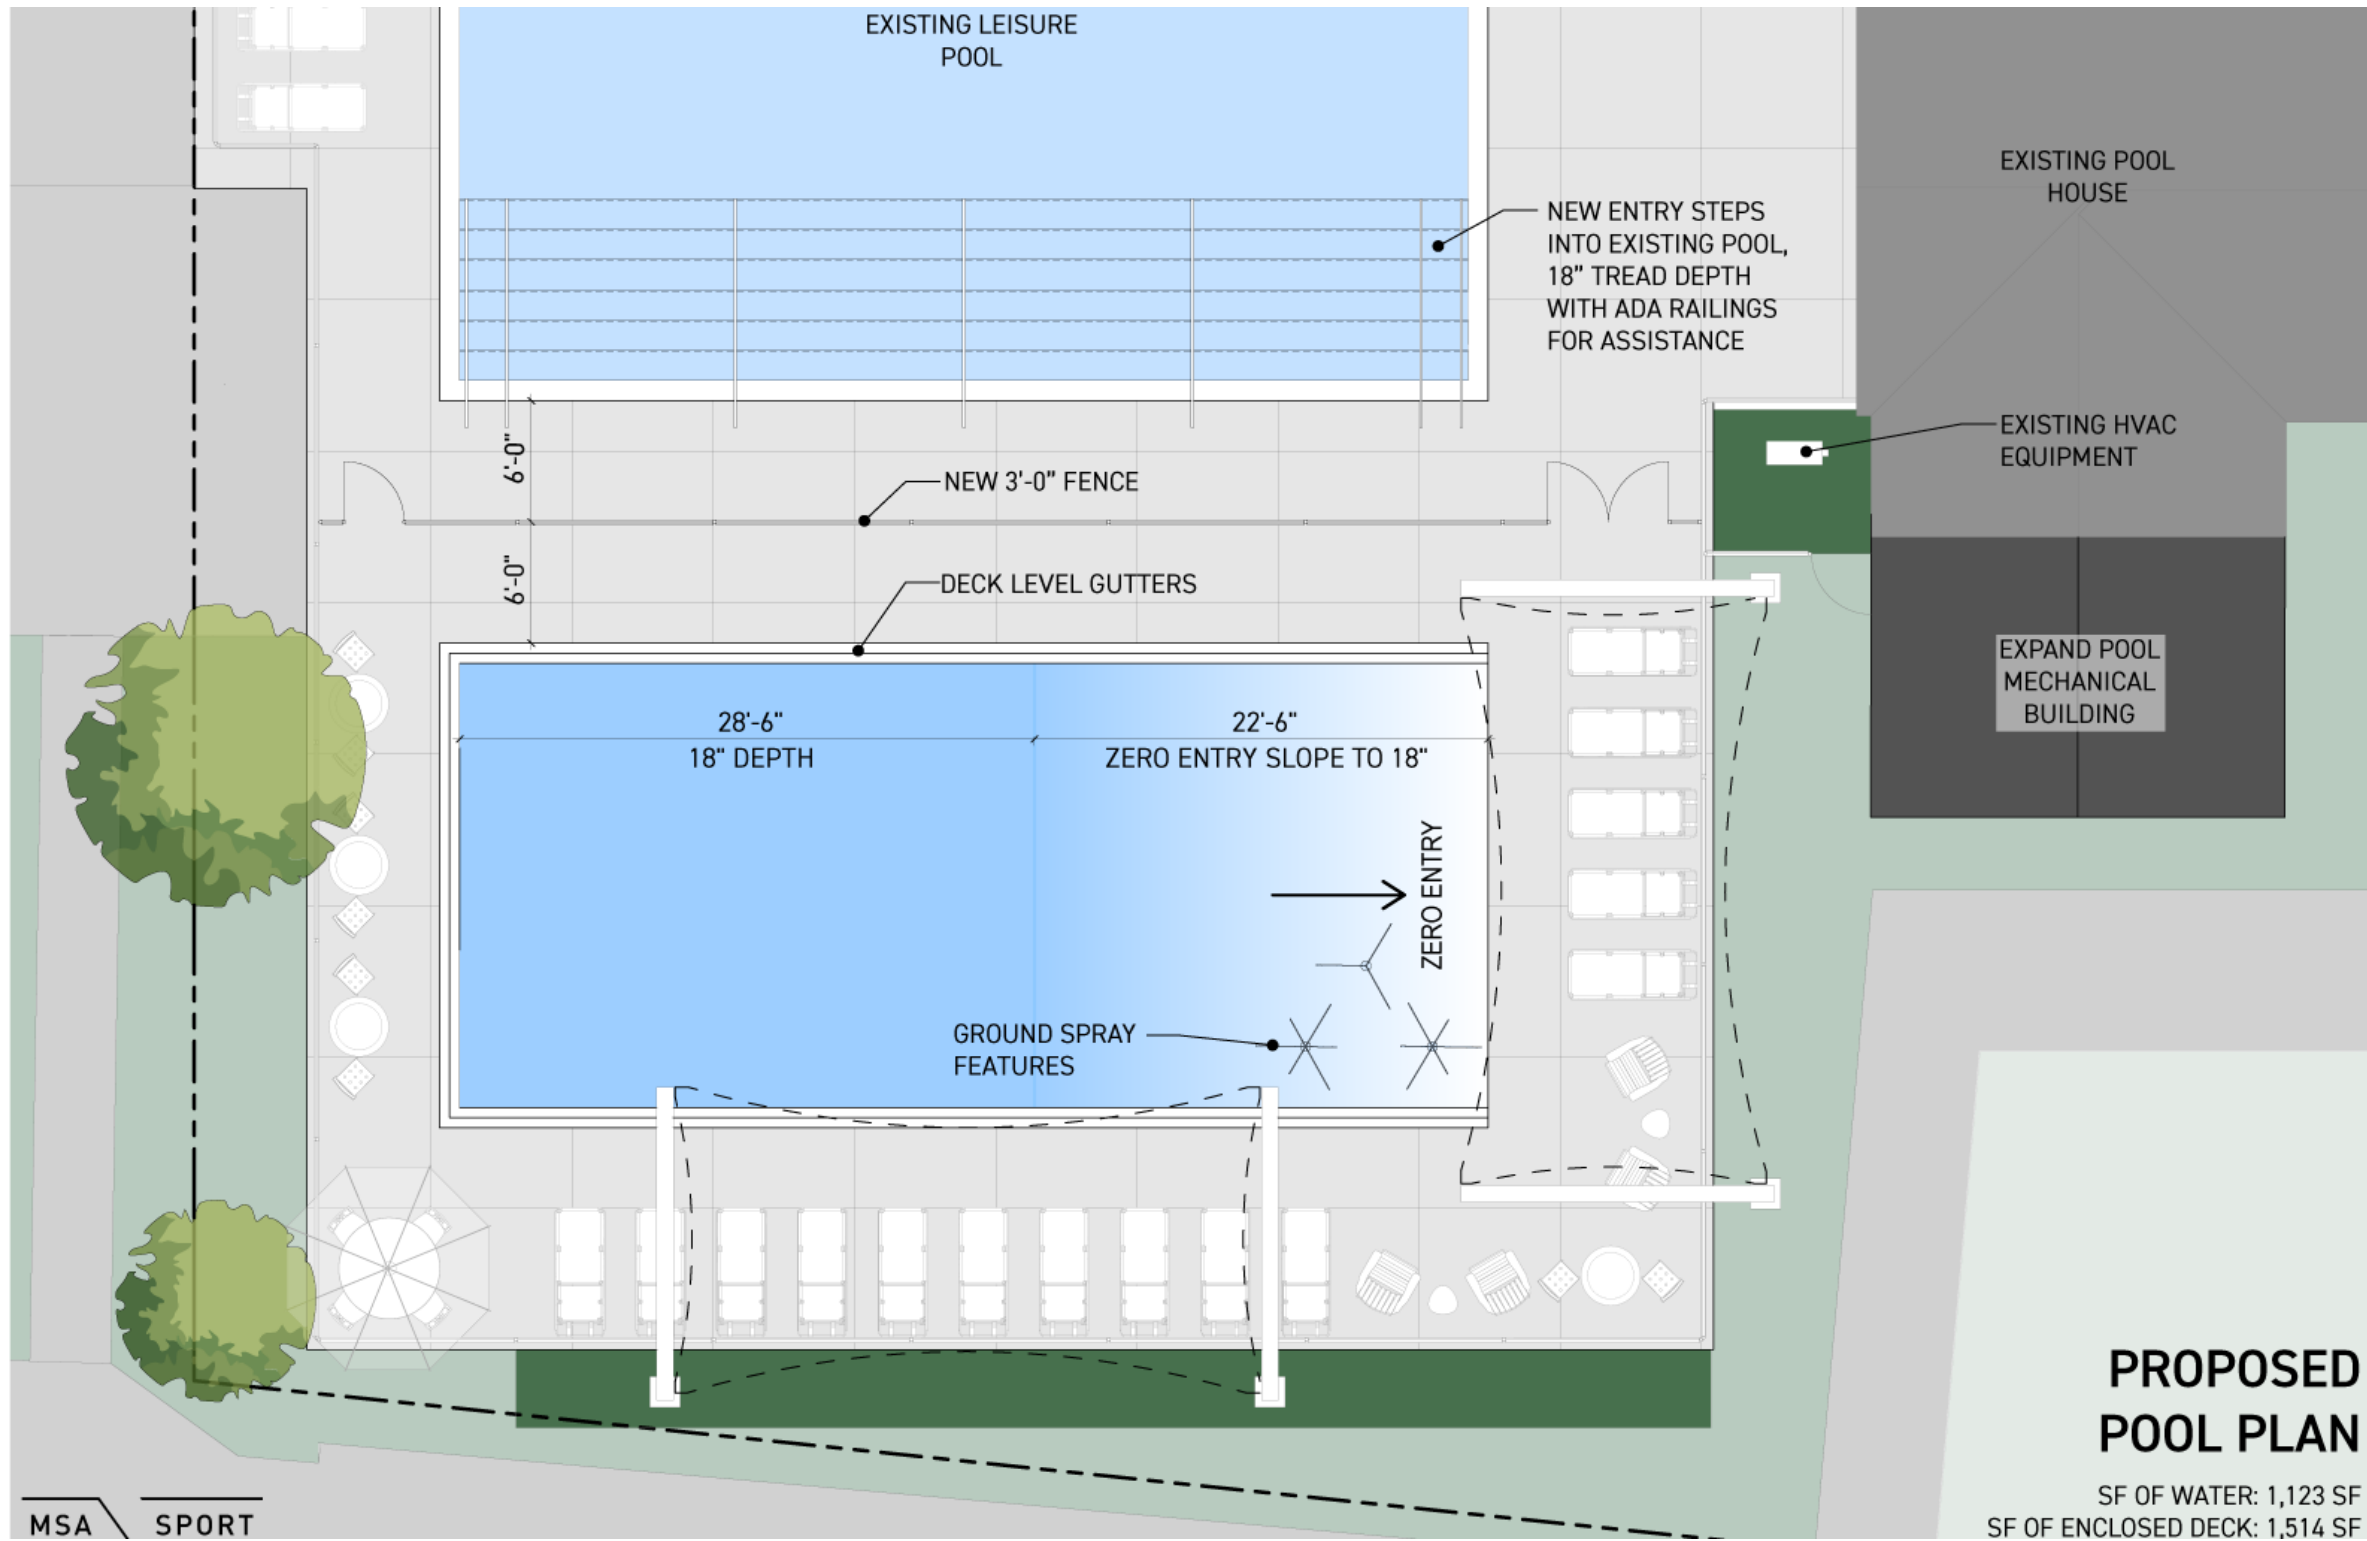 EXISTING LEISURE
POOL
EXISTING POOL
HOUSE
NEW ENTRY STEPS
INTO EXISTING POOL,
18" TREAD DEPTH
WITH ADA RAILINGS
FOR ASSISTANCE
EXISTING HVAC
EQUIPMENT
6'-0"
NEW 3'-0" FENCE
6'-0"
DECK LEVEL GUTTERS
EXPAND POOL
MECHANICAL
BUILDING
28'-6"
18" DEPTH
22'-6"
ZERO ENTRY SLOPE TO 18"
ZERO ENTRY
GROUND SPRAY
FEATURES
PROPOSED
POOL PLAN
SF OF WATER: 1,123 SF
SF OF ENCLOSED DECK: 1,514 SF
MSA SPORT